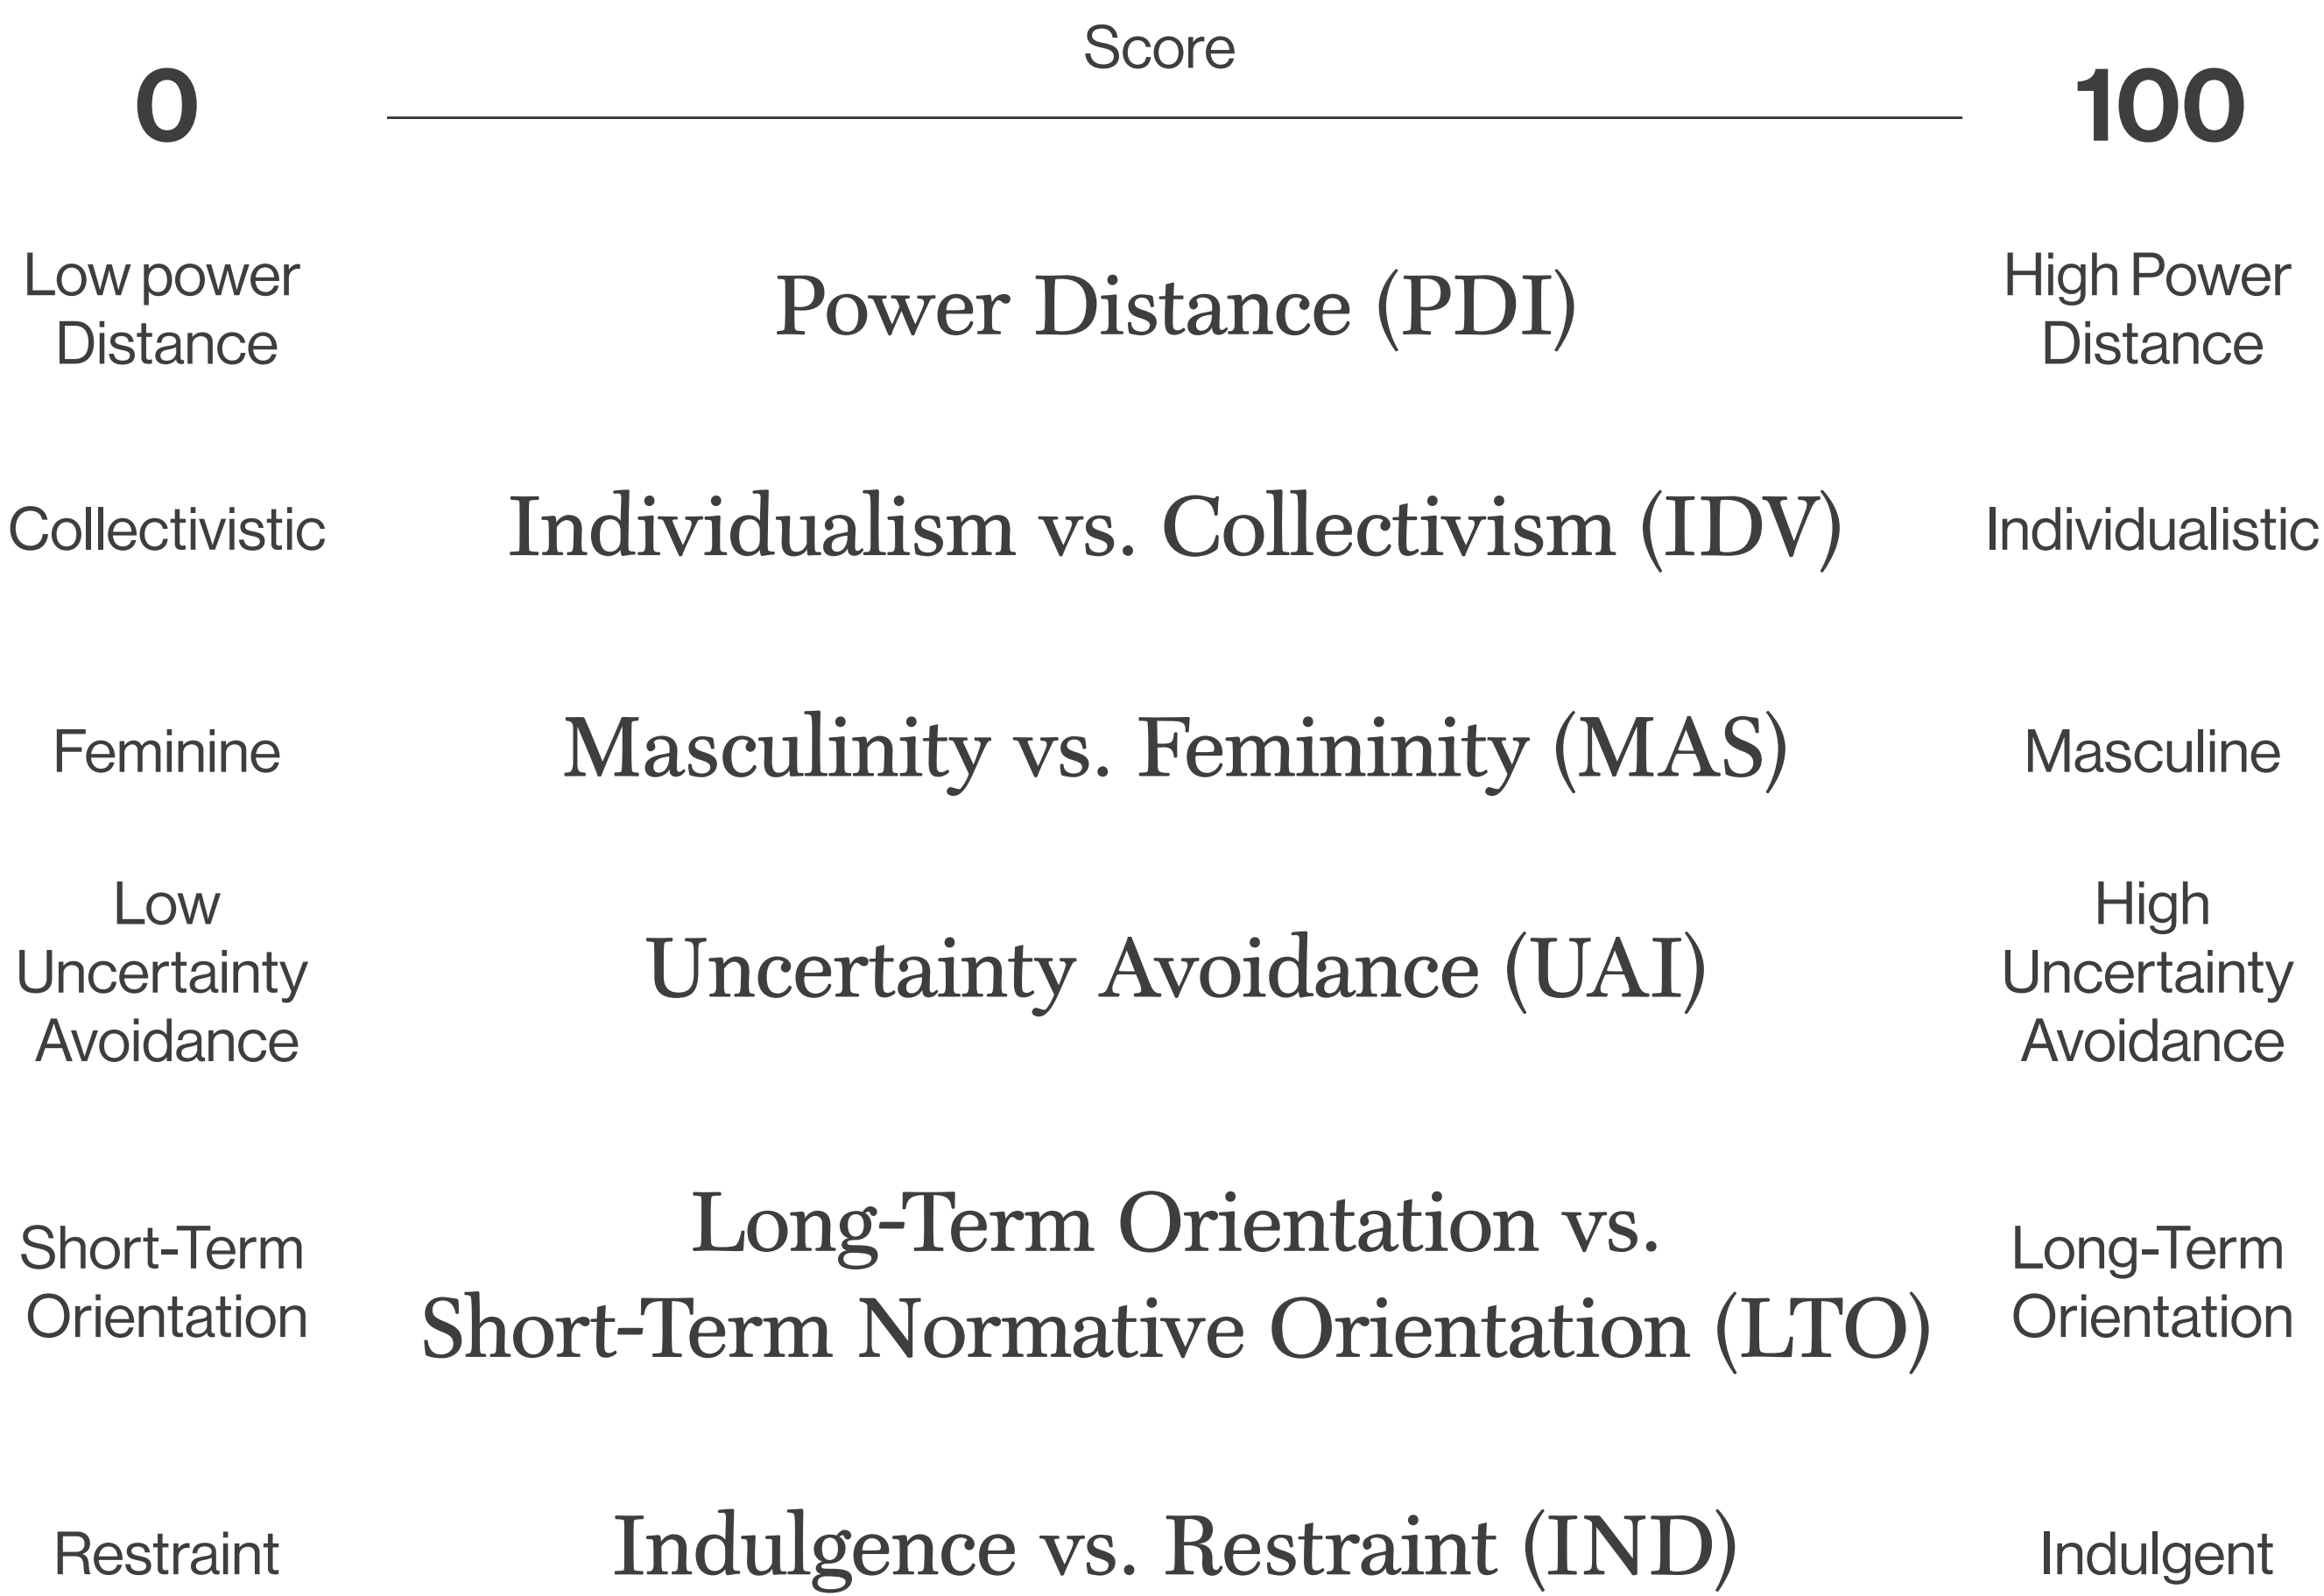 Score
0
100
Low power
Distance
Power Distance (PDI)
High Power
Distance
Collectivistic
Individualism vs. Collectivism (IDV)
Individualistic
Feminine
Masculinity vs. Femininity (MAS)
Masculine
Low
Uncertainty
Avoidance
Uncertainty Avoidance (UAI)
High
Uncertainty
Avoidance
Short-Term
Orientation
Long-Term Orientation vs.
Short-Term Normative Orientation (LTO)
Long-Term
Orientation
Restraint
Indulgence vs. Restraint (IND)
Indulgent